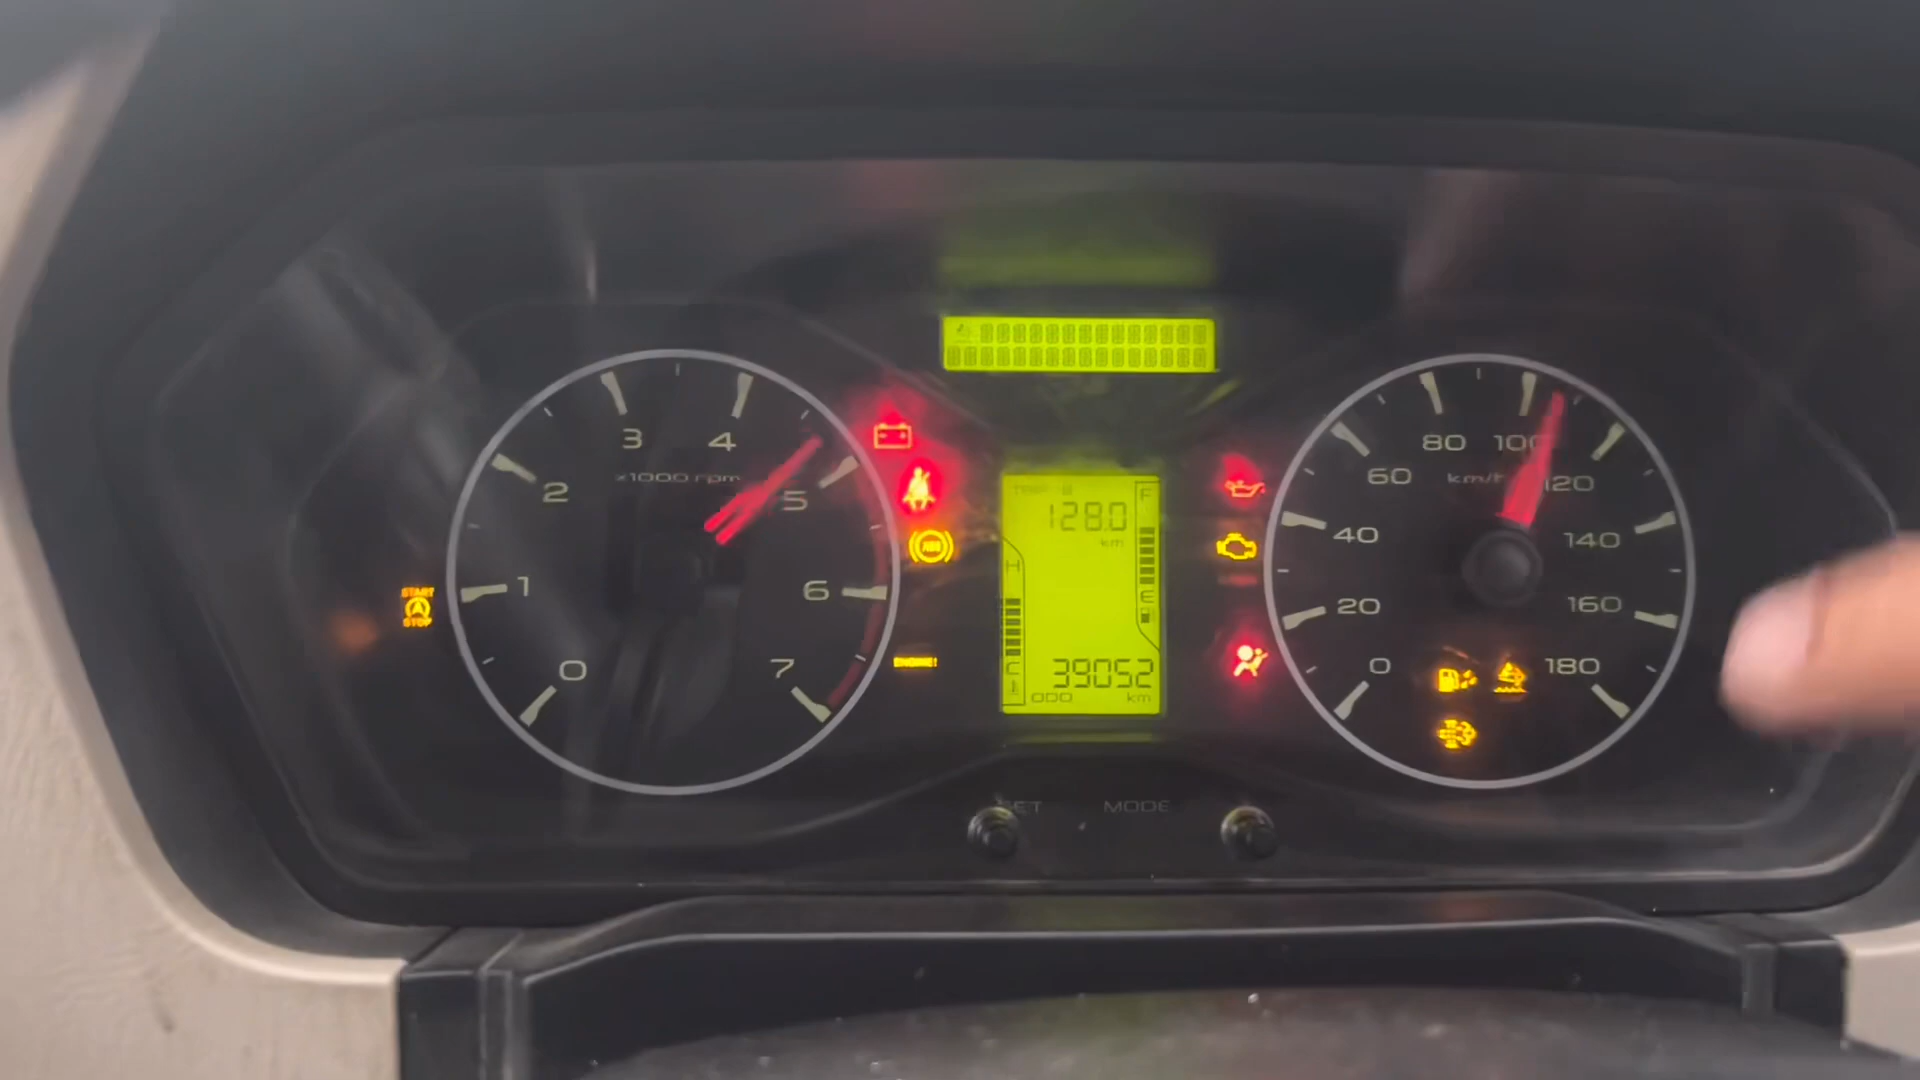 3 4
2 x1000 rpm 5
1 6
0 7
START
STOP
ABS
ENGINE!
TRIP B
128.0
km
F
H
E
C
39052
ODO km
80 100
60 km/h 120
40 140
20 160
0 180
SET MODE